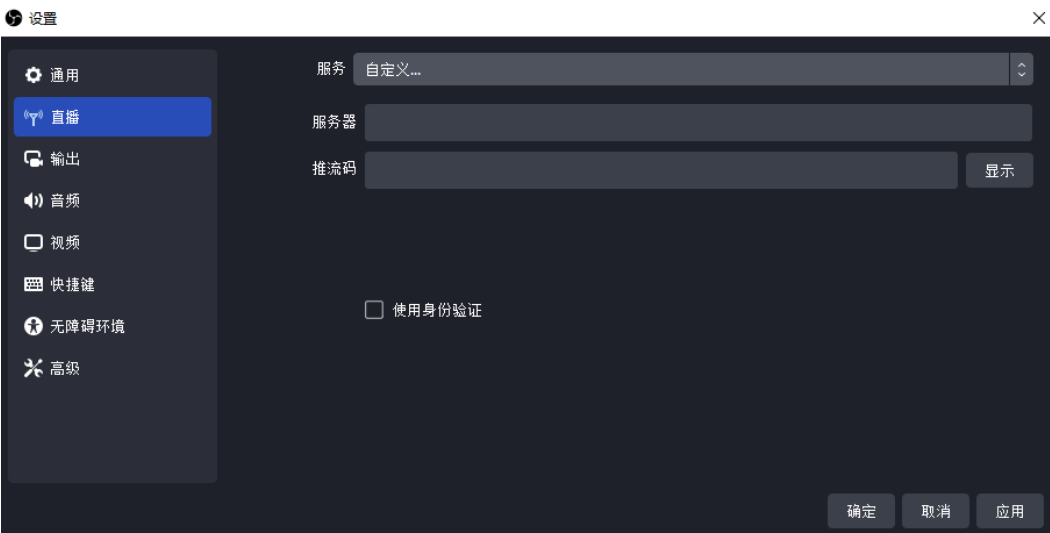 设置
通用
直播
输出
音频
视频
快捷键
无障碍环境
高级
服务 自定义...
服务器
推流码 显示
使用身份验证
确定 取消 应用